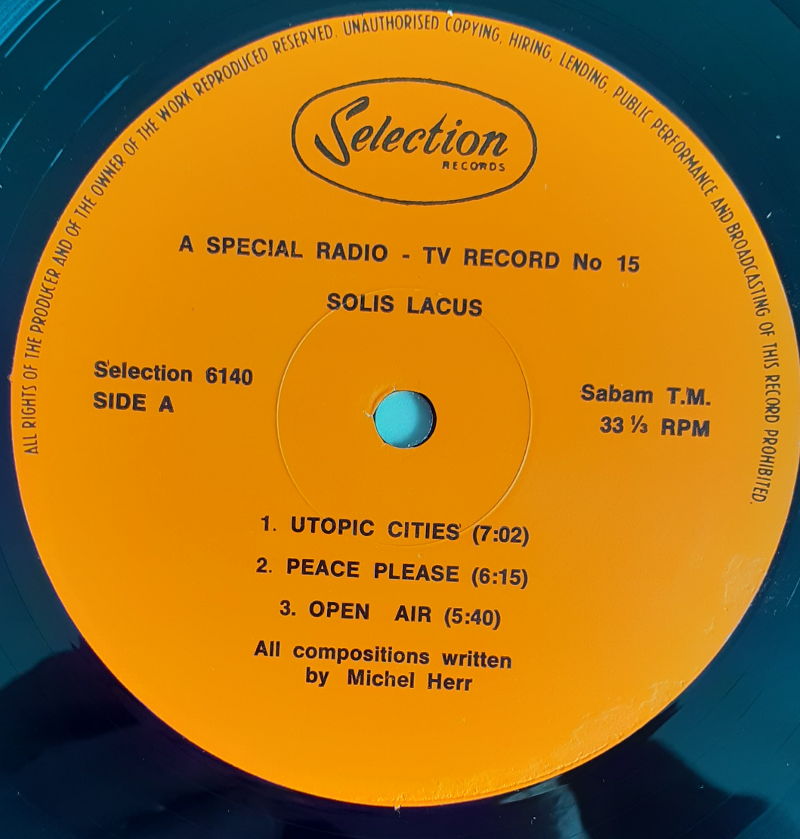 ALL RIGHTS OF THE PRODUCER AND OF THE OWNER OF THE WORK REPRODUCED RESERVED. UNAUTHORISED COPYING, HIRING, LENDING, PUBLIC PERFORMANCE AND BROADCASTING OF THIS RECORD PROHIBITED.
Selection
RECORDS
A SPECIAL RADIO - TV RECORD No 15
SOLIS LACUS
Selection 6140
SIDE A
Sabam T.M.
33 ⅓ RPM
1. UTOPIC CITIES (7:02)
2. PEACE PLEASE (6:15)
3. OPEN AIR (5:40)
All compositions written
by Michel Herr